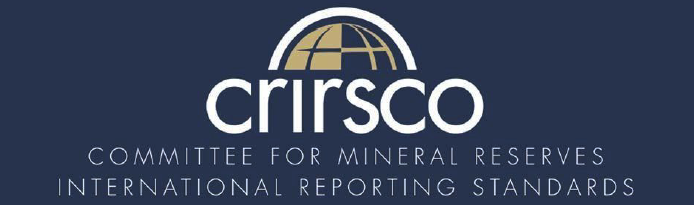 crirsco
COMMITTEE FOR MINERAL RESERVES
INTERNATIONAL REPORTING STANDARDS